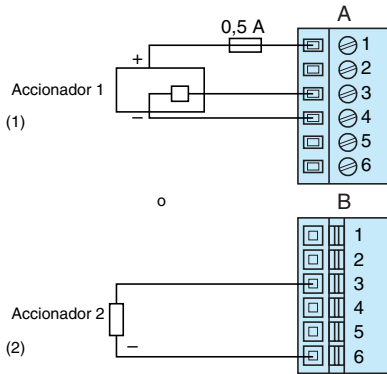 A
0,5 A
1
+
2
Accionador 1
3
–
4
(1)
5
6
o
B
1
2
3
4
Accionador 2
5
–
(2)
6